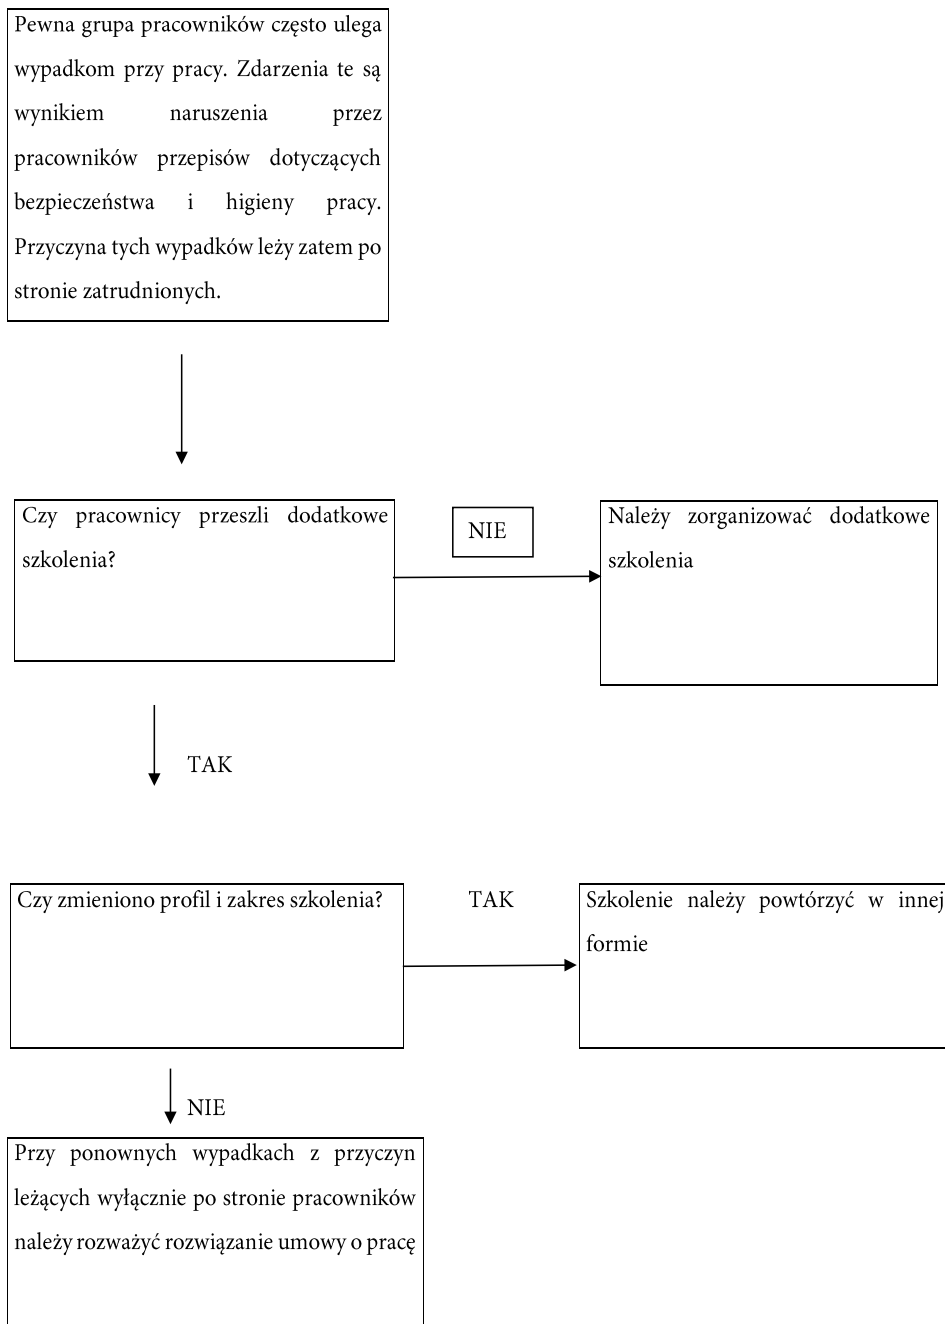 Pewna grupa pracowników często ulega
wypadkom przy pracy. Zdarzenia te są
wynikiem naruszenia przez
pracowników przepisów dotyczących
bezpieczeństwa i higieny pracy.
Przyczyna tych wypadków leży zatem po
stronie zatrudnionych.
Czy pracownicy przeszli dodatkowe
szkolenia?
NIE
Należy zorganizować dodatkowe
szkolenia
TAK
Czy zmieniono profil i zakres szkolenia?
TAK
Szkolenie należy powtórzyć w innej
formie
NIE
Przy ponownych wypadkach z przyczyn
leżących wyłącznie po stronie pracowników
należy rozważyć rozwiązanie umowy o pracę